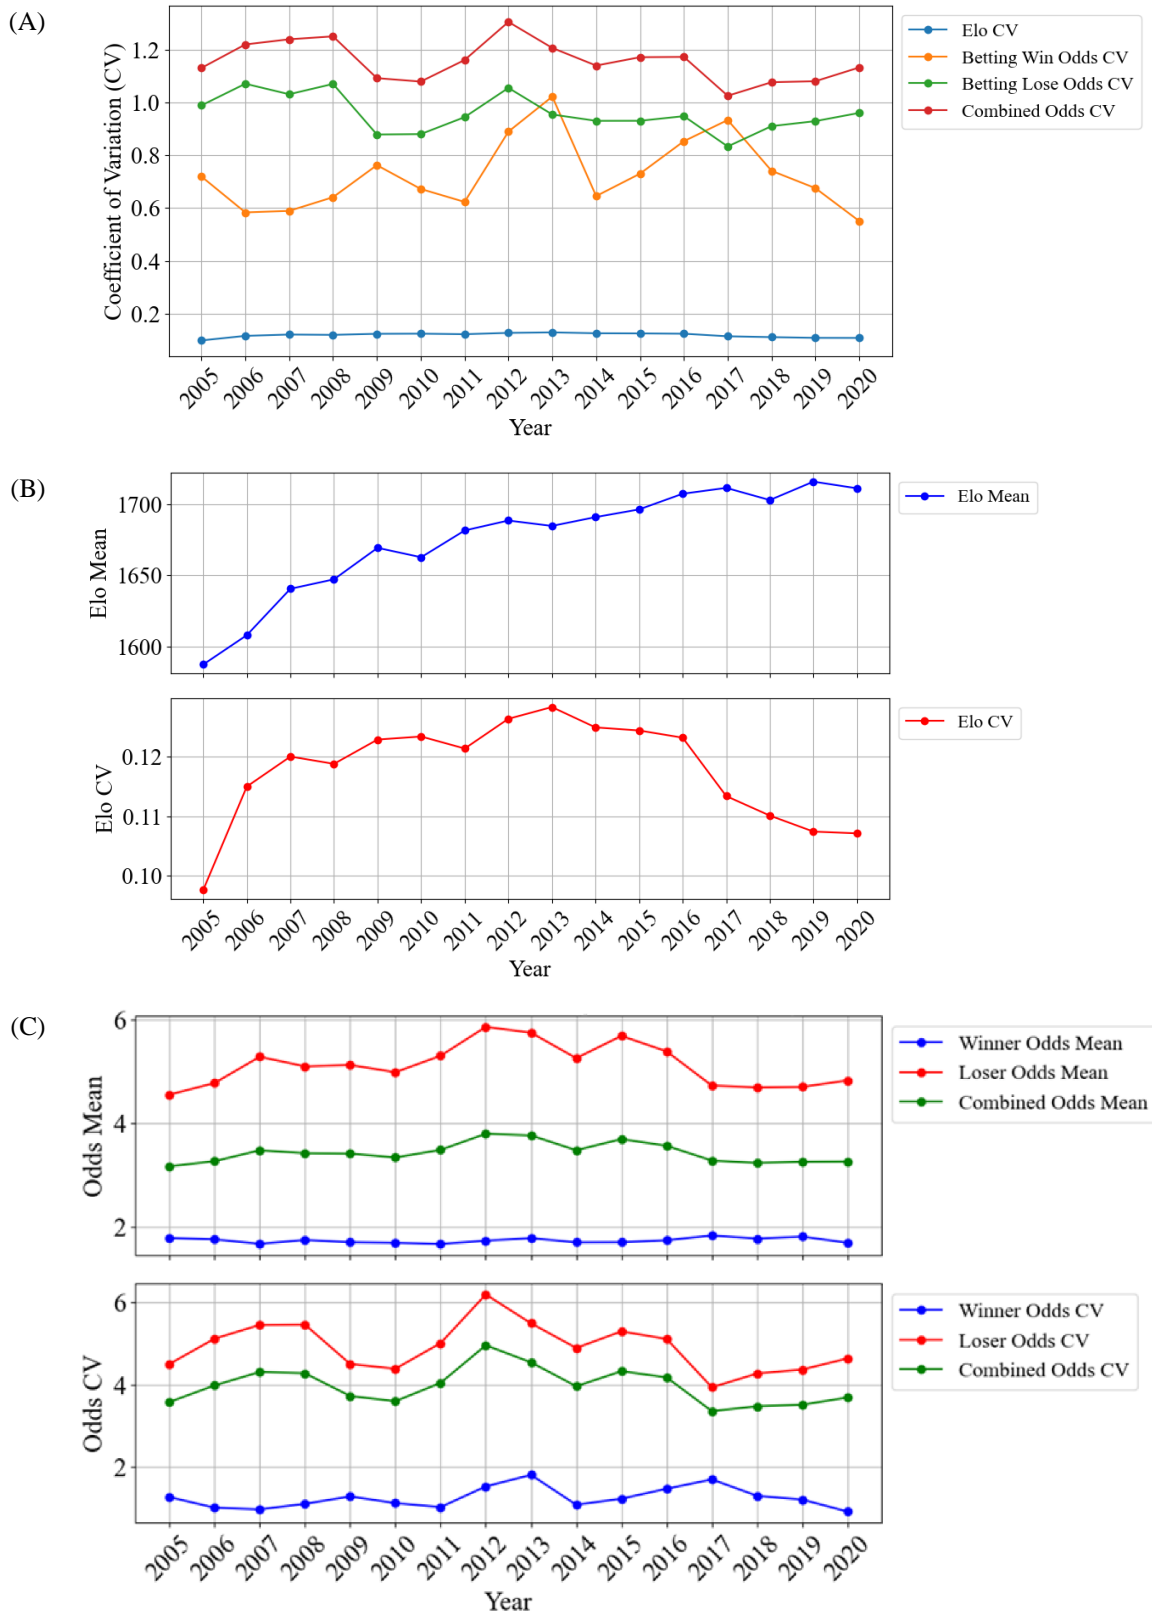 (A)
Coefficient of Variation (CV)
1.2
1.0
0.8
0.6
0.4
0.2
2005 2006 2007 2008 2009 2010 2011 2012 2013 2014 2015 2016 2017 2018 2019 2020
Year
Elo CV
Betting Win Odds CV
Betting Lose Odds CV
Combined Odds CV
(B)
Elo Mean
1700
1650
1600
Elo Mean
Elo CV
0.12
0.11
0.10
2005 2006 2007 2008 2009 2010 2011 2012 2013 2014 2015 2016 2017 2018 2019 2020
Year
Elo CV
(C)
Odds Mean
6
4
2
Winner Odds Mean
Loser Odds Mean
Combined Odds Mean
Odds CV
6
4
2
2005 2006 2007 2008 2009 2010 2011 2012 2013 2014 2015 2016 2017 2018 2019 2020
Year
Winner Odds CV
Loser Odds CV
Combined Odds CV